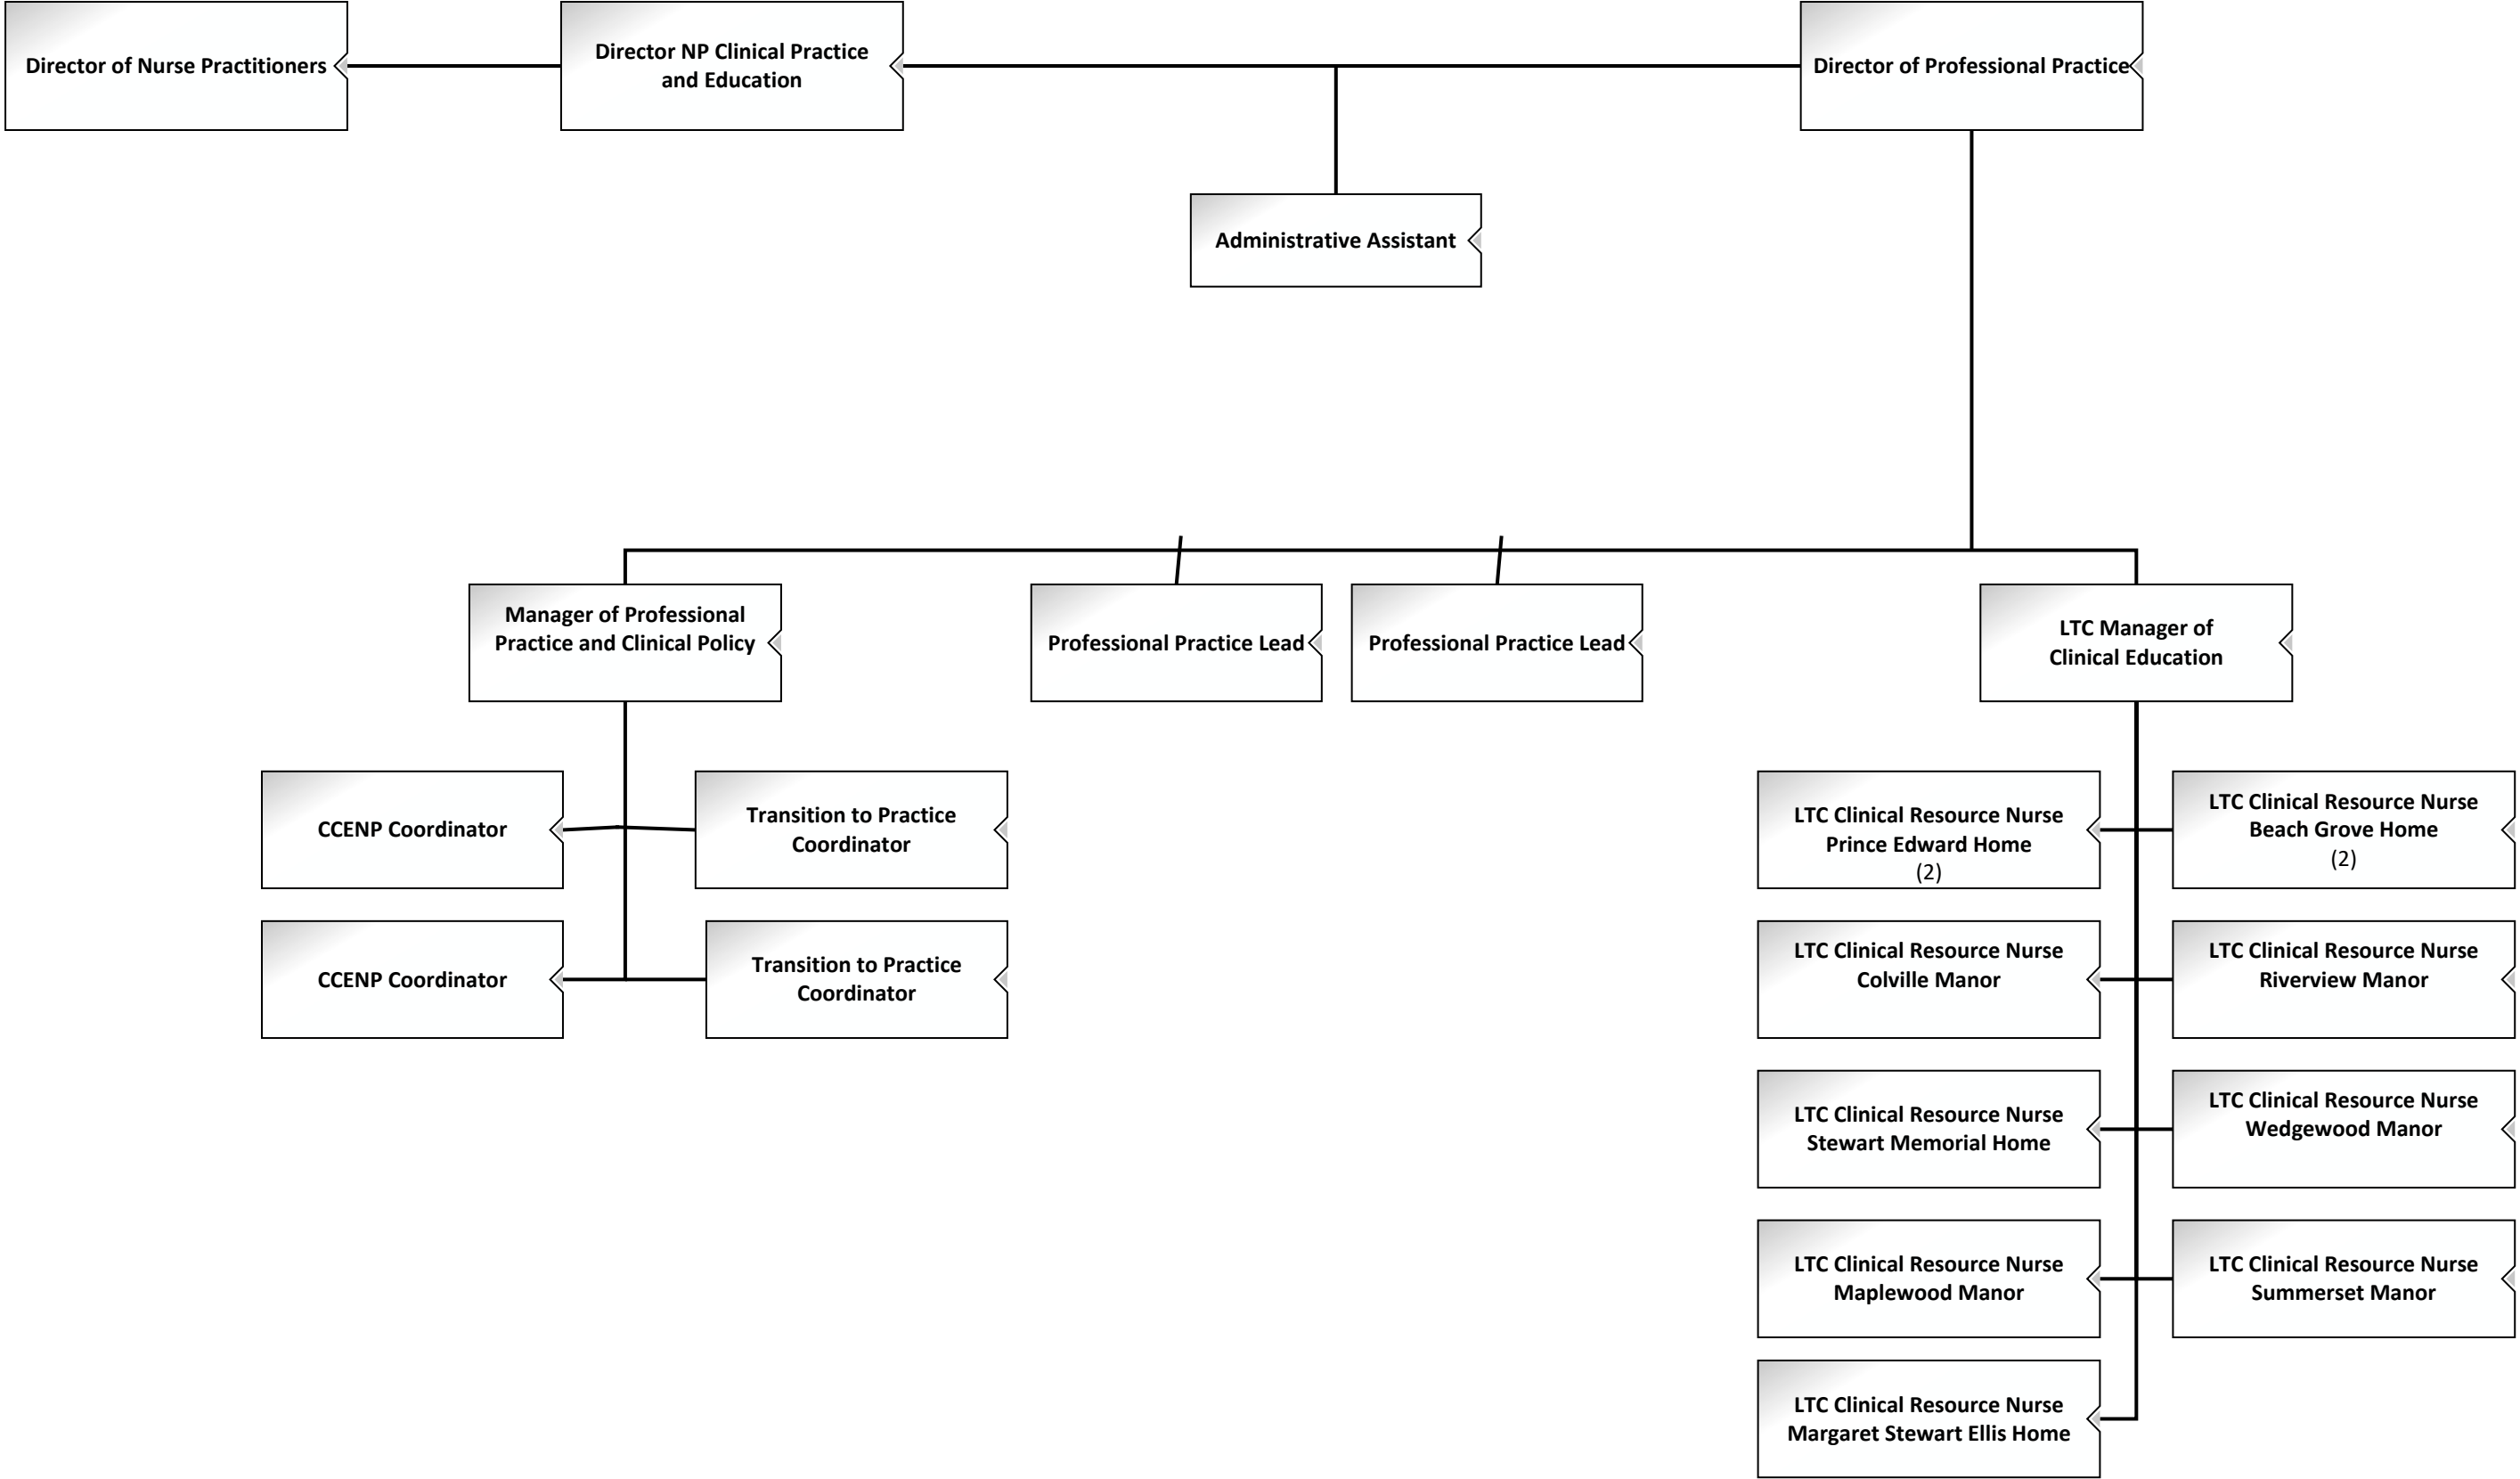 Director of Nurse Practitioners
Director NP Clinical Practice
and Education
Director of Professional Practice
Administrative Assistant
Manager of Professional
Practice and Clinical Policy
Professional Practice Lead
Professional Practice Lead
LTC Manager of
Clinical Education
CCENP Coordinator
Transition to Practice
Coordinator
LTC Clinical Resource Nurse
Prince Edward Home
(2)
LTC Clinical Resource Nurse
Beach Grove Home
(2)
CCENP Coordinator
Transition to Practice
Coordinator
LTC Clinical Resource Nurse
Colville Manor
LTC Clinical Resource Nurse
Riverview Manor
LTC Clinical Resource Nurse
Stewart Memorial Home
LTC Clinical Resource Nurse
Wedgewood Manor
LTC Clinical Resource Nurse
Maplewood Manor
LTC Clinical Resource Nurse
Summerset Manor
LTC Clinical Resource Nurse
Margaret Stewart Ellis Home